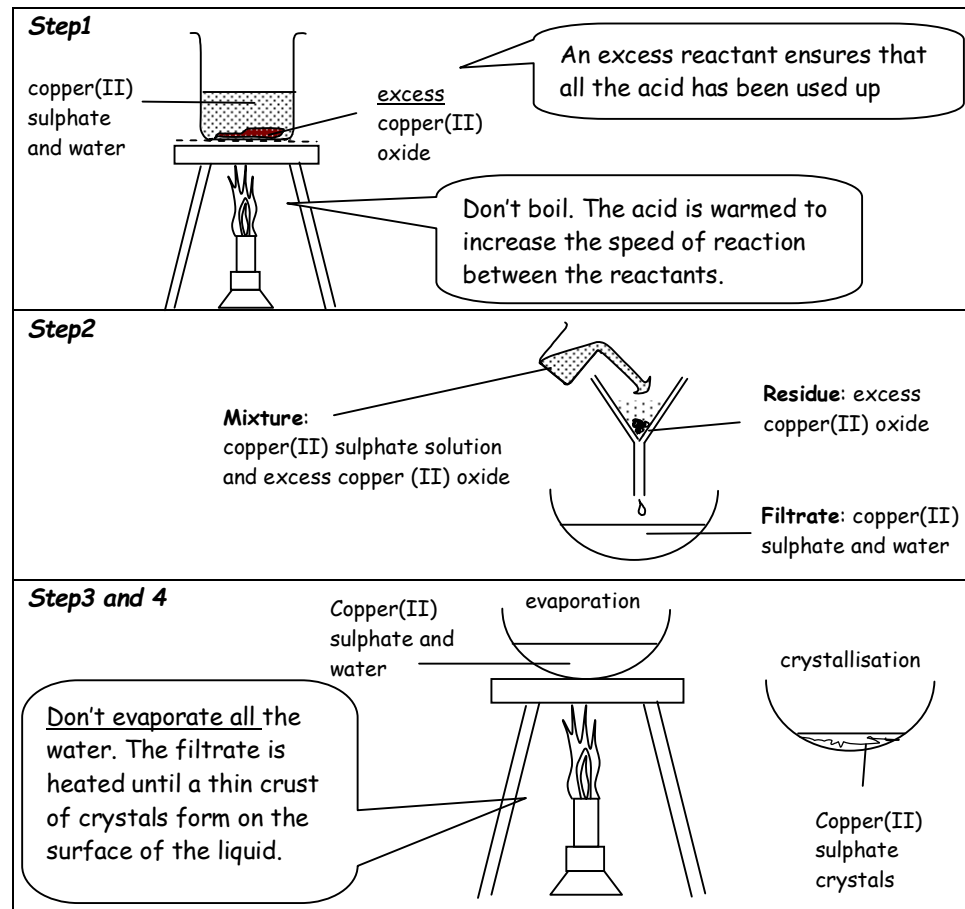 Step1
copper(II)
sulphate
and water
excess
copper(II)
oxide
An excess reactant ensures that
all the acid has been used up
Don't boil. The acid is warmed to
increase the speed of reaction
between the reactants.
Step2
Mixture:
copper(II) sulphate solution
and excess copper (II) oxide
Residue: excess
copper(II) oxide
Filtrate: copper(II)
sulphate and water
Step3 and 4
Copper(II)
sulphate and
water
evaporation
crystallisation
Don't evaporate all the
water. The filtrate is
heated until a thin crust
of crystals form on the
surface of the liquid.
Copper(II)
sulphate
crystals